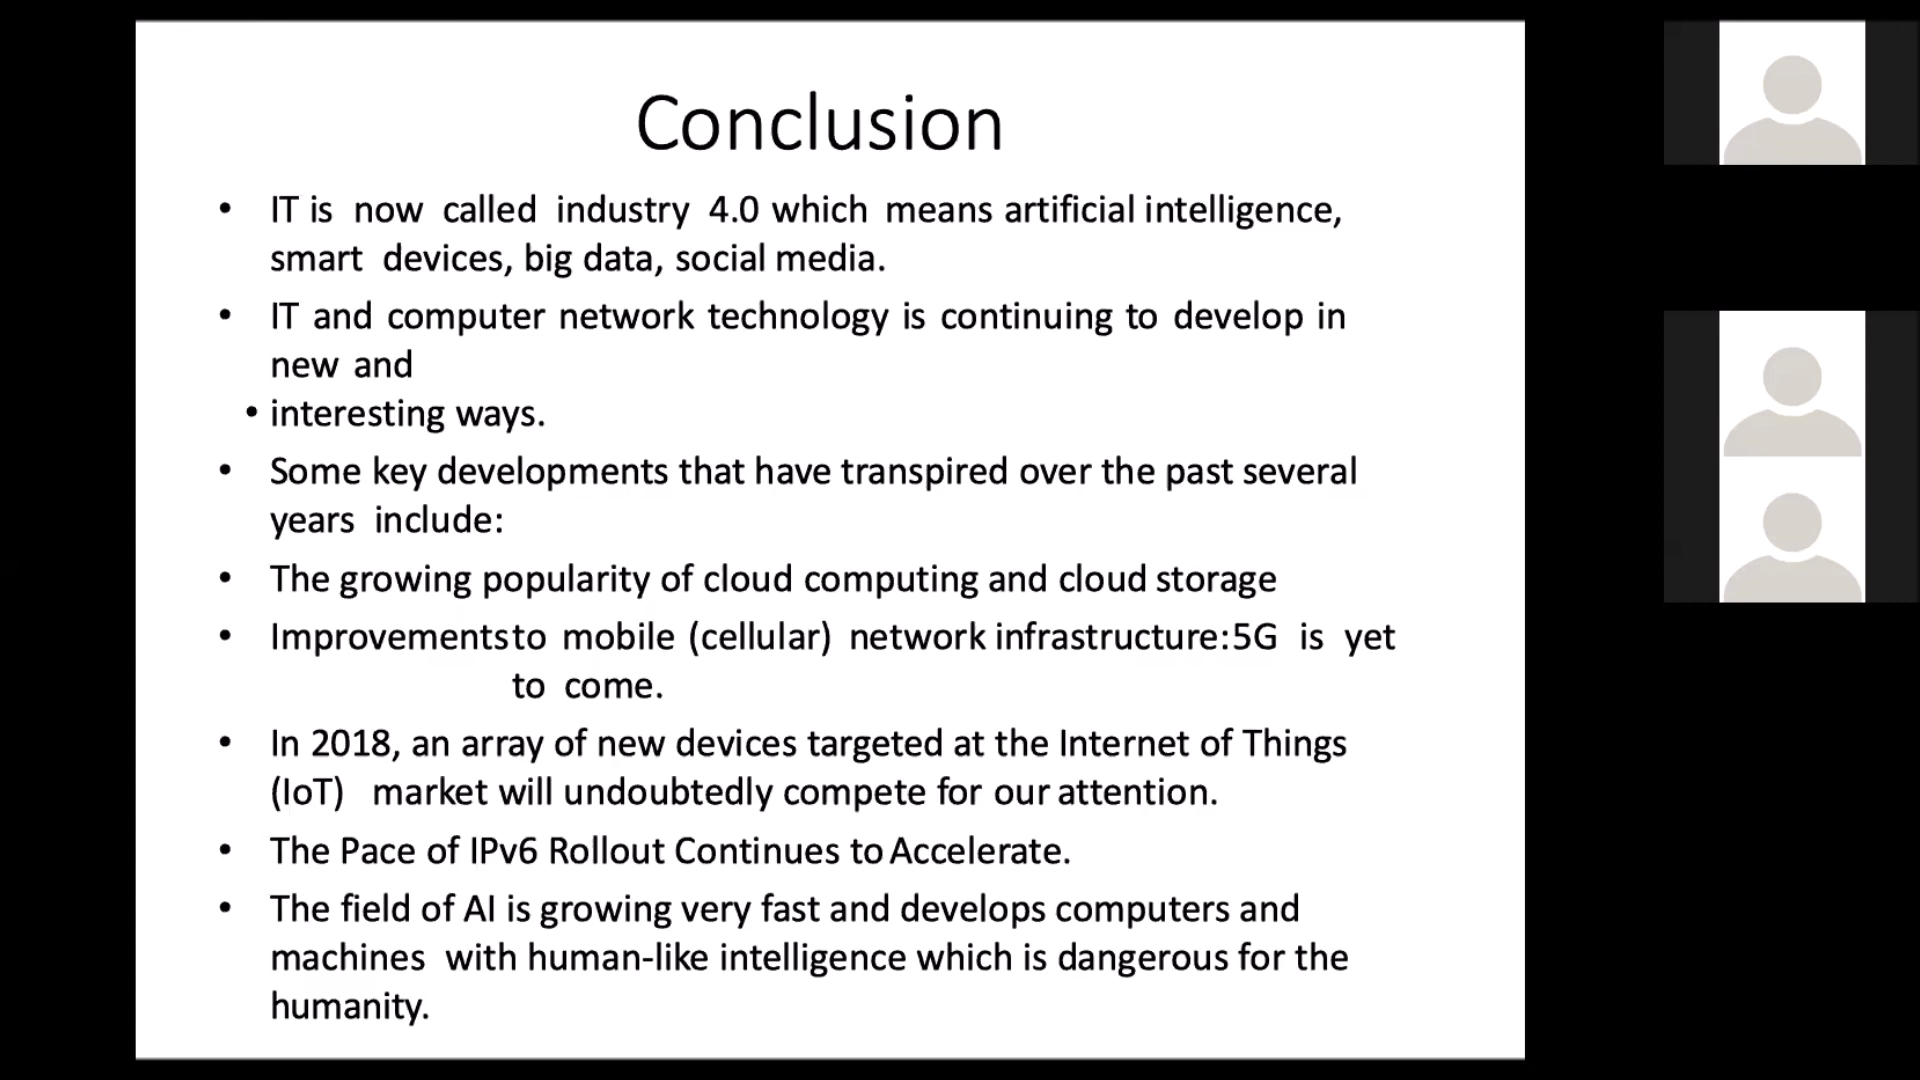 Conclusion
• IT is now called industry 4.0 which means artificial intelligence,
smart devices, big data, social media.
• IT and computer network technology is continuing to develop in
new and
• interesting ways.
• Some key developments that have transpired over the past several
years include:
• The growing popularity of cloud computing and cloud storage
• Improvements to mobile (cellular) network infrastructure:5G is yet
to come.
• In 2018, an array of new devices targeted at the Internet of Things
(IoT) market will undoubtedly compete for our attention.
• The Pace of IPv6 Rollout Continues to Accelerate.
• The field of AI is growing very fast and develops computers and
machines with human-like intelligence which is dangerous for the
humanity.